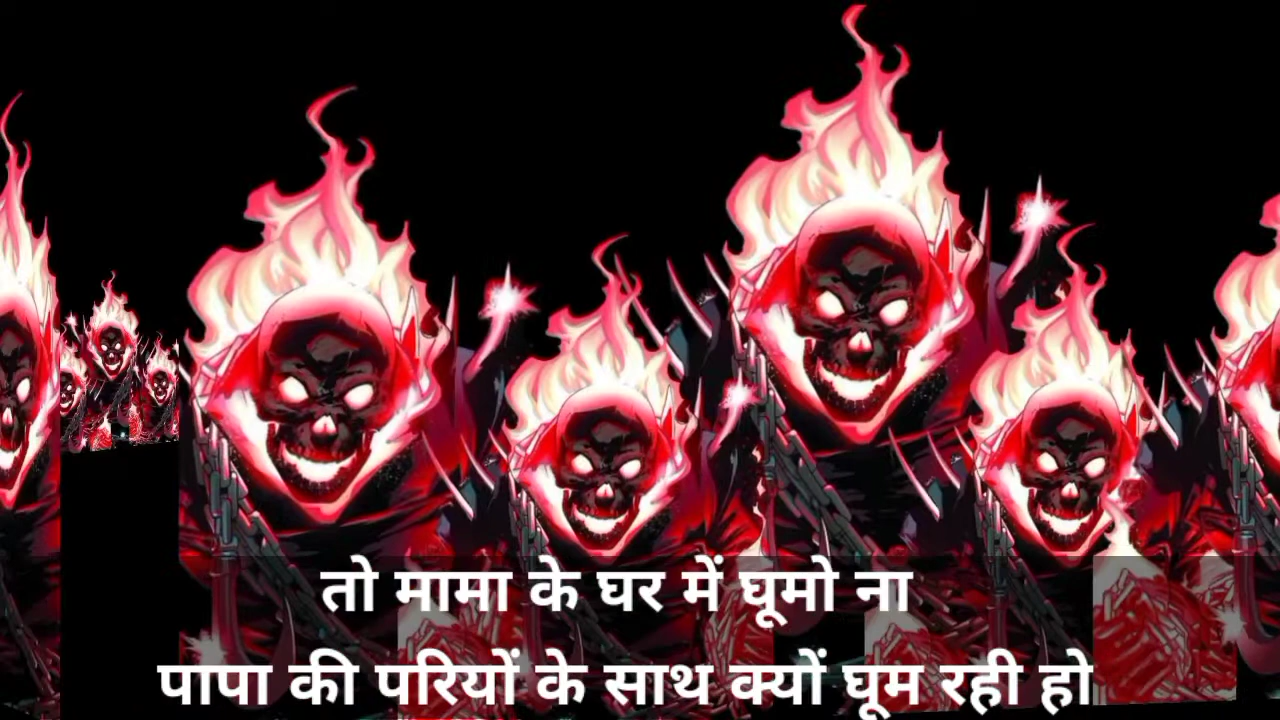 तो मामा के घर में घूमो ना
पापा की परियों के साथ क्यों घूम रही हो